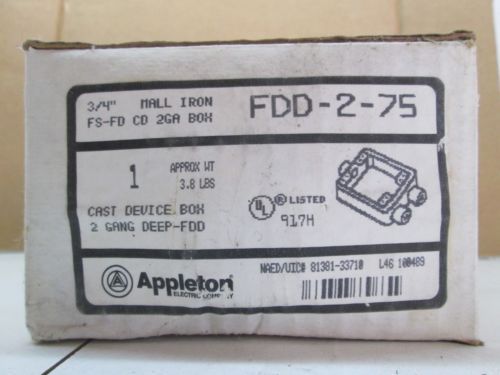 3/4" MALL IRON
FS-FD CD 2GA BOX
FDD-2-75
1 APPROX WT
3.8 LBS
CAST DEVICE BOX
2 GANG DEEP-FDD
UL ® LISTED
917H
Appleton
ELECTRIC COMPANY
NAED/UIC# 81381-33710 L46 100489